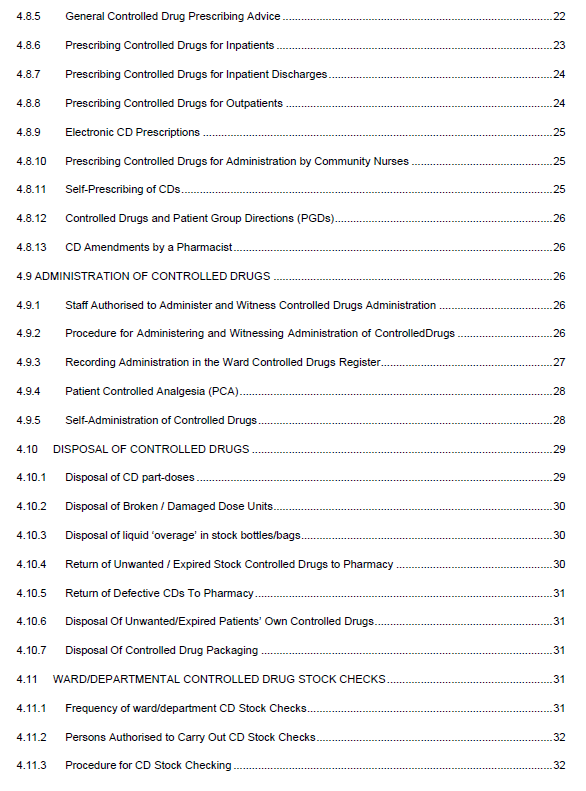 4.8.5 General Controlled Drug Prescribing Advice ........ 22
4.8.6 Prescribing Controlled Drugs for Inpatients ........ 23
4.8.7 Prescribing Controlled Drugs for Inpatient Discharges ........ 24
4.8.8 Prescribing Controlled Drugs for Outpatients ........ 24
4.8.9 Electronic CD Prescriptions ........ 25
4.8.10 Prescribing Controlled Drugs for Administration by Community Nurses ........ 25
4.8.11 Self-Prescribing of CDs ........ 25
4.8.12 Controlled Drugs and Patient Group Directions (PGDs) ........ 26
4.8.13 CD Amendments by a Pharmacist ........ 26
4.9 ADMINISTRATION OF CONTROLLED DRUGS ........ 26
4.9.1 Staff Authorised to Administer and Witness Controlled Drugs Administration ........ 26
4.9.2 Procedure for Administering and Witnessing Administration of ControlledDrugs ........ 26
4.9.3 Recording Administration in the Ward Controlled Drugs Register ........ 27
4.9.4 Patient Controlled Analgesia (PCA) ........ 28
4.9.5 Self-Administration of Controlled Drugs ........ 28
4.10 DISPOSAL OF CONTROLLED DRUGS ........ 29
4.10.1 Disposal of CD part-doses ........ 29
4.10.2 Disposal of Broken / Damaged Dose Units ........ 30
4.10.3 Disposal of liquid 'overage' in stock bottles/bags ........ 30
4.10.4 Return of Unwanted / Expired Stock Controlled Drugs to Pharmacy ........ 30
4.10.5 Return of Defective CDs To Pharmacy ........ 31
4.10.6 Disposal Of Unwanted/Expired Patients' Own Controlled Drugs ........ 31
4.10.7 Disposal Of Controlled Drug Packaging ........ 31
4.11 WARD/DEPARTMENTAL CONTROLLED DRUG STOCK CHECKS ........ 31
4.11.1 Frequency of ward/department CD Stock Checks ........ 31
4.11.2 Persons Authorised to Carry Out CD Stock Checks ........ 32
4.11.3 Procedure for CD Stock Checking ........ 32